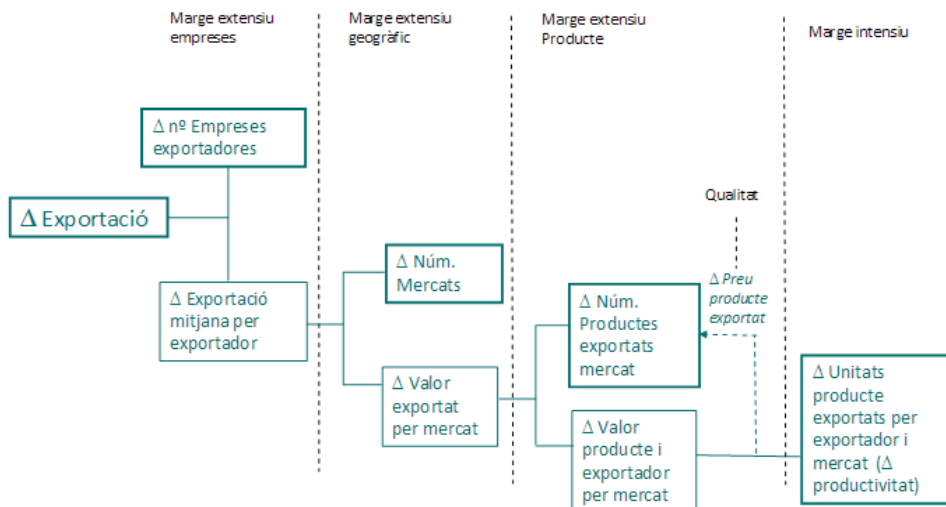 Marge extensiu
empreses
Marge extensiu
geogràfic
Marge extensiu
Producte
Marge intensiu
Δ nº Empreses
exportadores
Δ Exportació
Δ Exportació
mitjana per
exportador
Δ Núm.
Mercats
Δ Valor
exportat
per mercat
Qualitat
Δ Preu
producte
exportat
Δ Núm.
Productes
exportats
mercat
Δ Valor
producte i
exportador
per mercat
Δ Unitats
producte
exportats per
exportador i
mercat (Δ
productivitat)